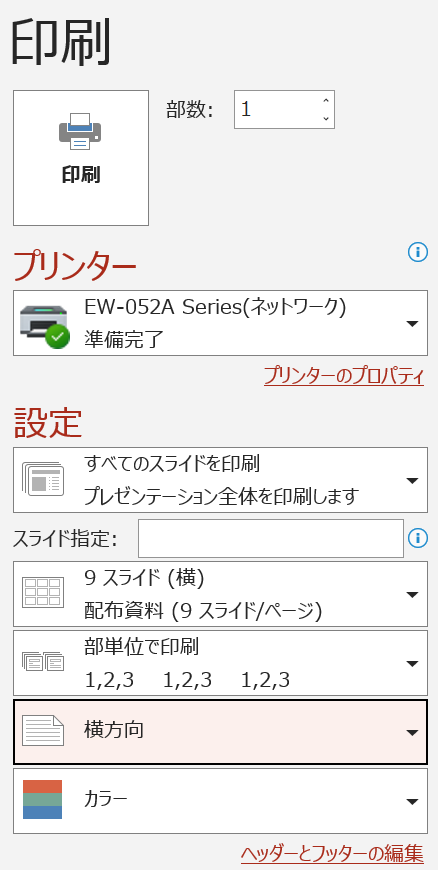 印刷
部数: 1
印刷
プリンター
EW-052A Series(ネットワーク)
準備完了
プリンターのプロパティ
設定
すべてのスライドを印刷
プレゼンテーション全体を印刷します
スライド指定:
9 スライド (横)
配布資料 (9 スライド/ページ)
部単位で印刷
1,2,3 1,2,3 1,2,3
横方向
カラー
ヘッダーとフッターの編集